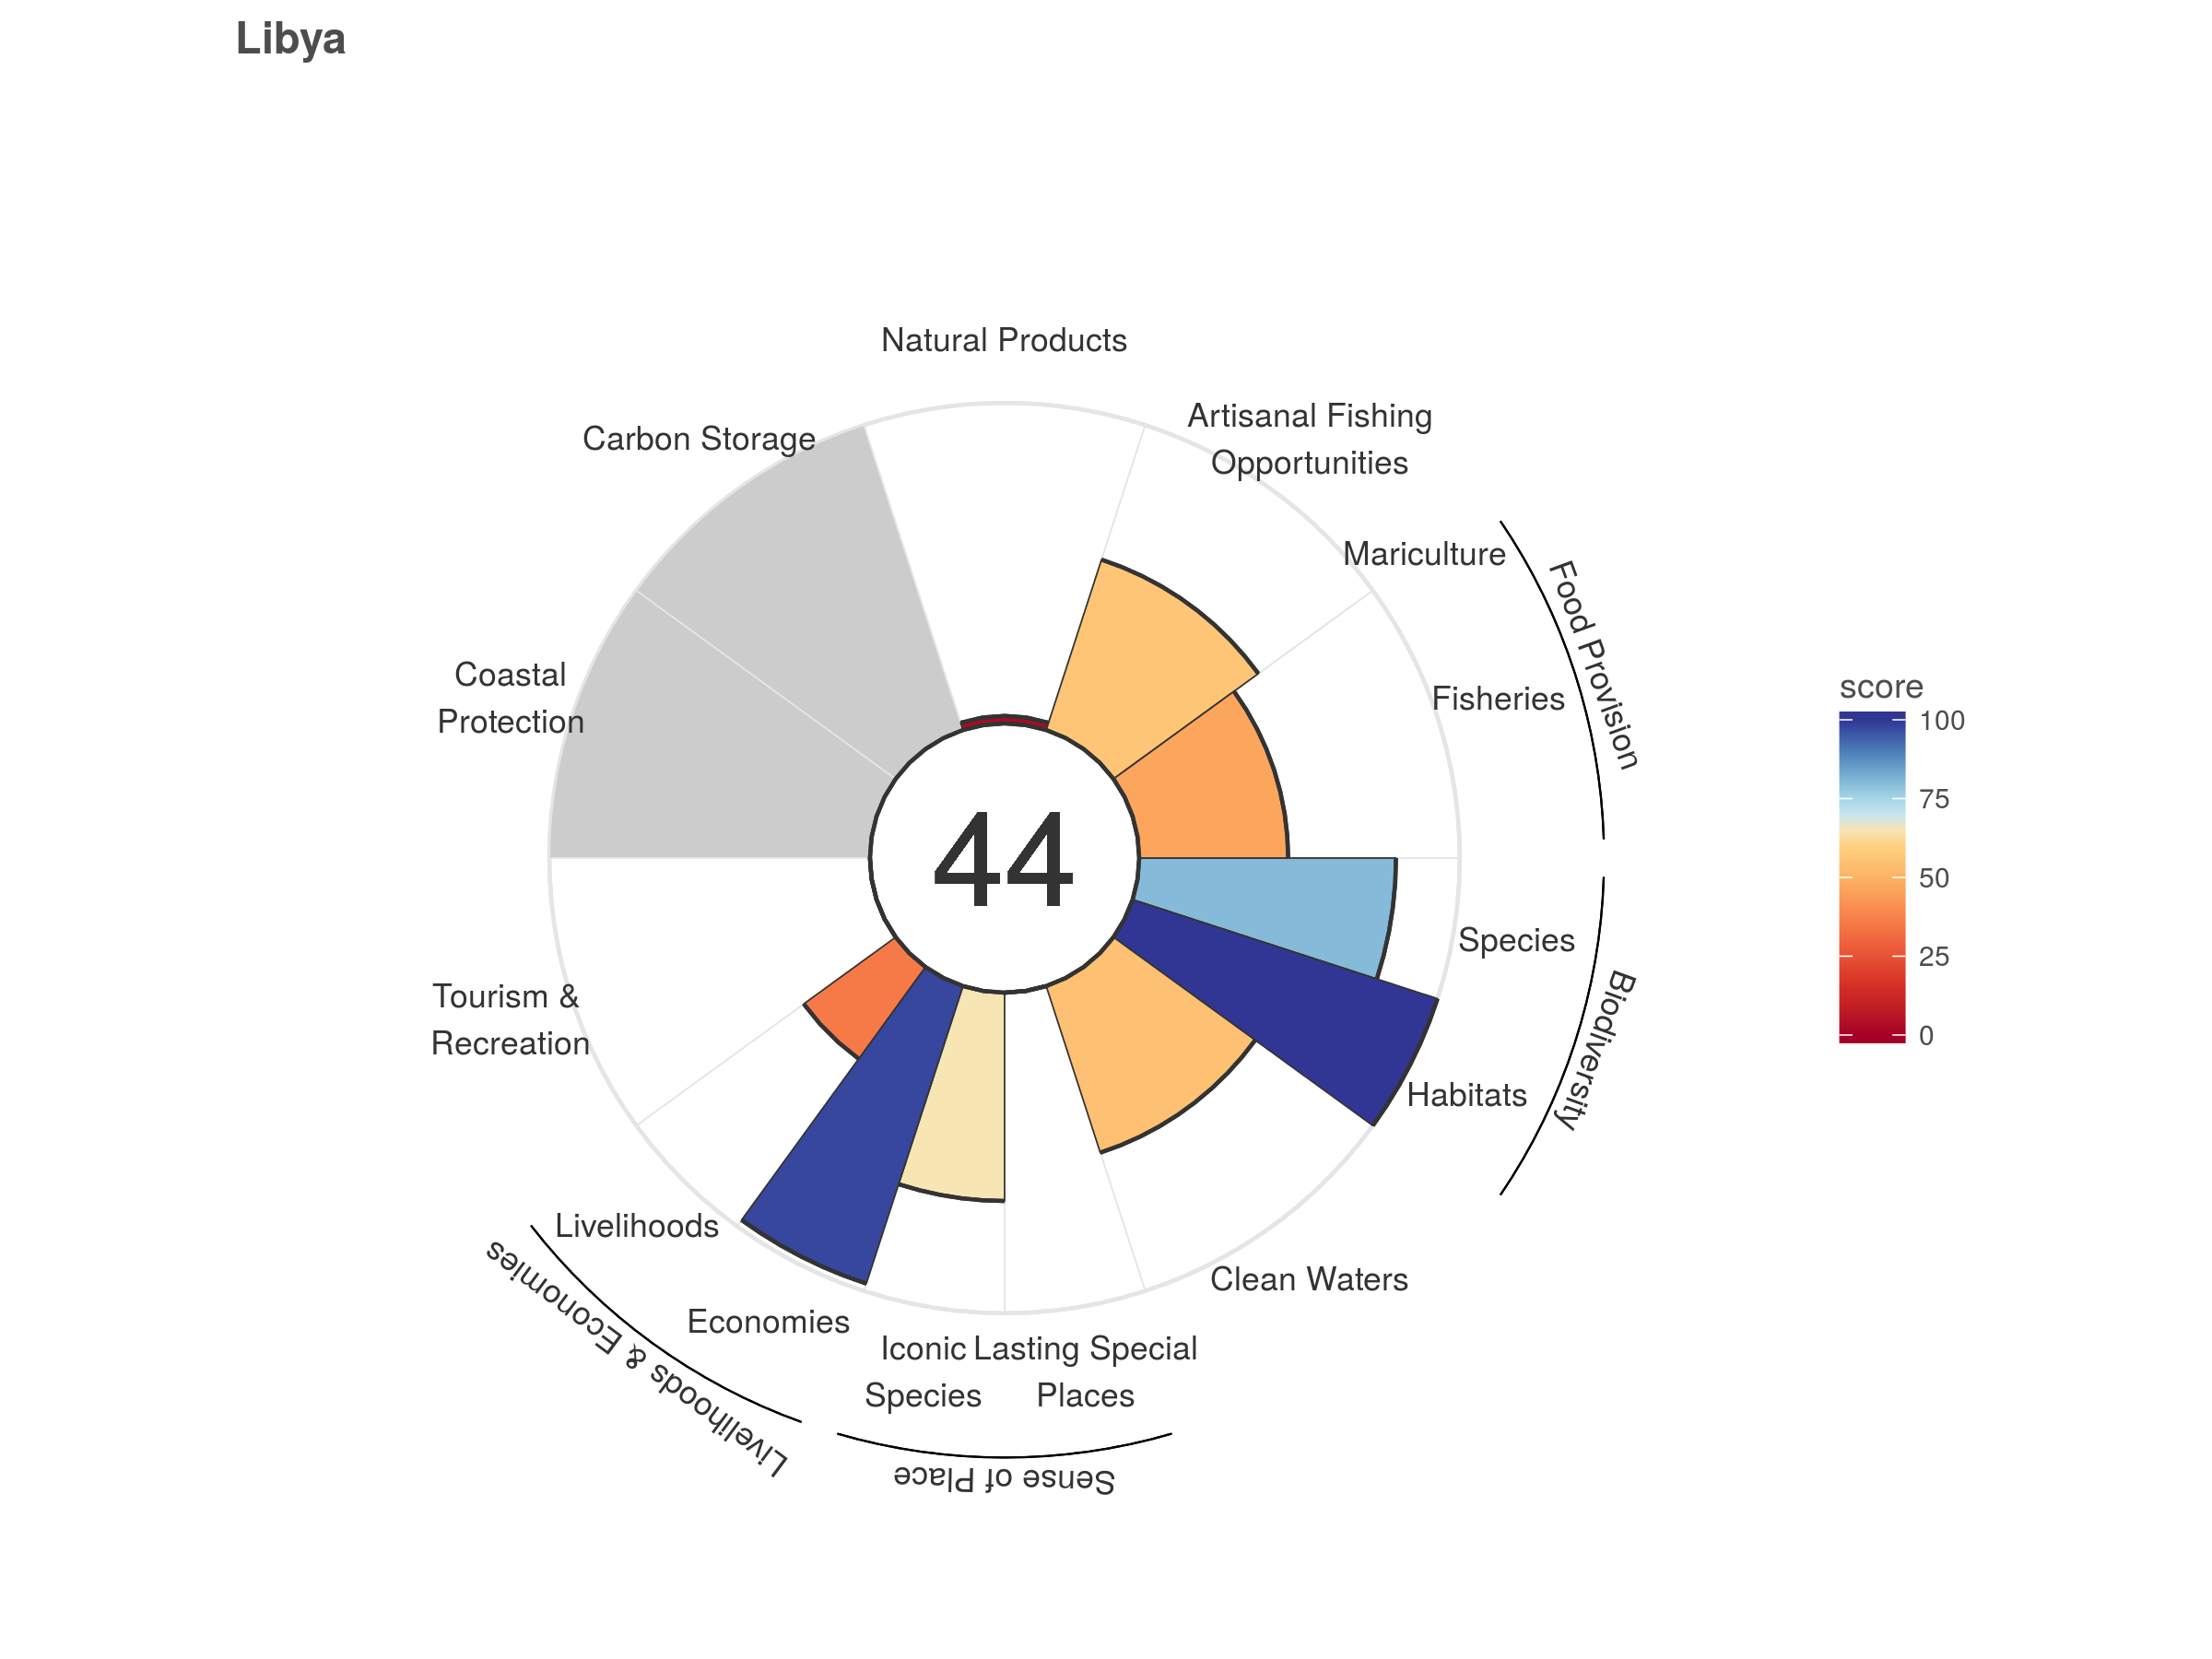 Libya
Natural Products
Artisanal Fishing
Opportunities
Carbon Storage
Mariculture
Food Provision
Fisheries
Coastal
Protection
score
100
75
50
25
0
44
Species
Biodiversity
Habitats
Tourism &
Recreation
Livelihoods
Clean Waters
Economies
Iconic
Species
Lasting Special
Places
Livelihoods & Economies
Sense of Place